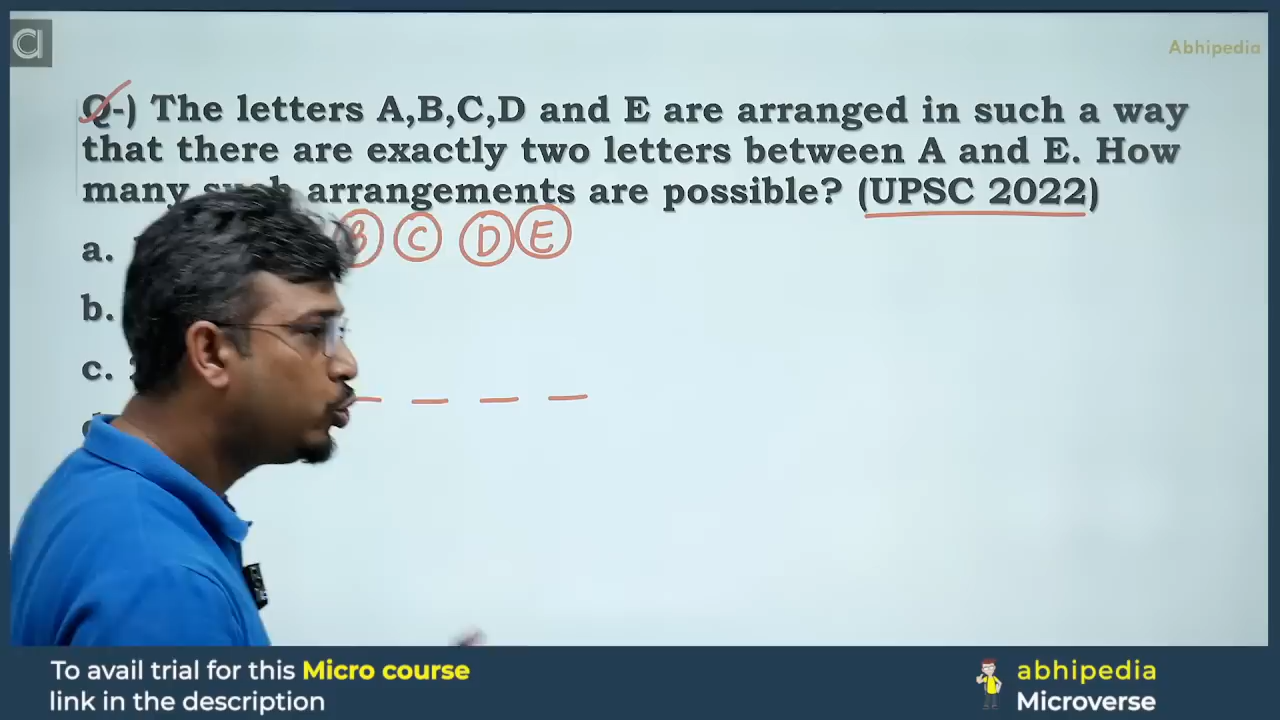 Abhipedia
Q-) The letters A,B,C,D and E are arranged in such a way
that there are exactly two letters between A and E. How
many such arrangements are possible? (UPSC 2022)
a. B C D E
b.
c.
To avail trial for this Micro course
link in the description
abhipedia
Microverse